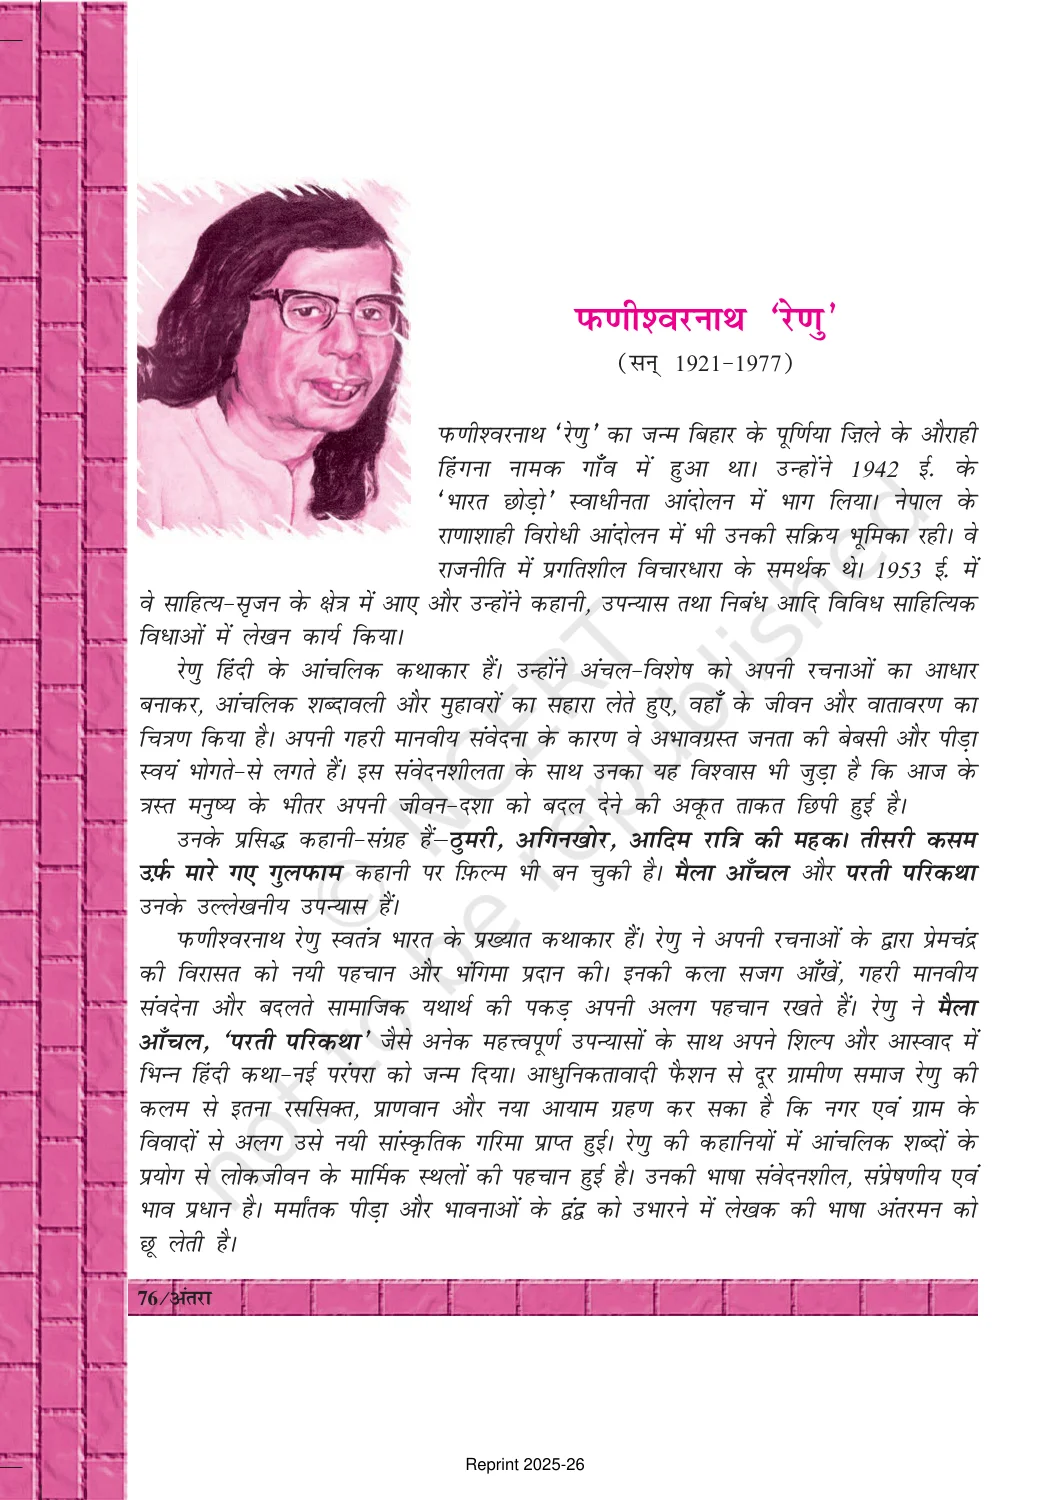 फणीश्वरनाथ ‘रेणु’
(सन् 1921-1977)
फणीश्वरनाथ ‘रेणु’ का जन्म बिहार के पूर्णिया ज़िले के औराही
हिंगना नामक गाँव में हुआ था। उन्होंने 1942 ई. के
‘भारत छोड़ो’ स्वाधीनता आंदोलन में भाग लिया। नेपाल के
राणाशाही विरोधी आंदोलन में भी उनकी सक्रिय भूमिका रही। वे
राजनीति में प्रगतिशील विचारधारा के समर्थक थे। 1953 ई. में
वे साहित्य-सृजन के क्षेत्र में आए और उन्होंने कहानी, उपन्यास तथा निबंध आदि विविध साहित्यिक
विधाओं में लेखन कार्य किया।
रेणु हिंदी के आंचलिक कथाकार हैं। उन्होंने अंचल-विशेष को अपनी रचनाओं का आधार
बनाकर, आंचलिक शब्दावली और मुहावरों का सहारा लेते हुए, वहाँ के जीवन और वातावरण का
चित्रण किया है। अपनी गहरी मानवीय संवेदना के कारण वे अभावग्रस्त जनता की बेबसी और पीड़ा
स्वयं भोगते-से लगते हैं। इस संवेदनशीलता के साथ उनका यह विश्वास भी जुड़ा है कि आज के
त्रस्त मनुष्य के भीतर अपनी जीवन-दशा को बदल देने की अकूत ताकत छिपी हुई है।
उनके प्रसिद्ध कहानी-संग्रह हैं–ठुमरी, अगिनखोर, आदिम रात्रि की महक। तीसरी कसम
उर्फ़ मारे गए गुलफाम कहानी पर फ़िल्म भी बन चुकी है। मैला आँचल और परती परिकथा
उनके उल्लेखनीय उपन्यास हैं।
फणीश्वरनाथ रेणु स्वतंत्र भारत के प्रख्यात कथाकार हैं। रेणु ने अपनी रचनाओं के द्वारा प्रेमचंद्र
की विरासत को नयी पहचान और भंगिमा प्रदान की। इनकी कला सजग आँखें, गहरी मानवीय
संवदेना और बदलते सामाजिक यथार्थ की पकड़ अपनी अलग पहचान रखते हैं। रेणु ने मैला
आँचल, ‘परती परिकथा’ जैसे अनेक महत्त्वपूर्ण उपन्यासों के साथ अपने शिल्प और आस्वाद में
भिन्न हिंदी कथा-नई परंपरा को जन्म दिया। आधुनिकतावादी फैशन से दूर ग्रामीण समाज रेणु की
कलम से इतना रससिक्त, प्राणवान और नया आयाम ग्रहण कर सका है कि नगर एवं ग्राम के
विवादों से अलग उसे नयी सांस्कृतिक गरिमा प्राप्त हुई। रेणु की कहानियों में आंचलिक शब्दों के
प्रयोग से लोकजीवन के मार्मिक स्थलों की पहचान हुई है। उनकी भाषा संवेदनशील, संप्रेषणीय एवं
भाव प्रधान है। मर्मांतक पीड़ा और भावनाओं के द्वंद्व को उभारने में लेखक की भाषा अंतरमन को
छू लेती है।
© NCERT
not to be republished
76/अंतरा
Reprint 2025-26